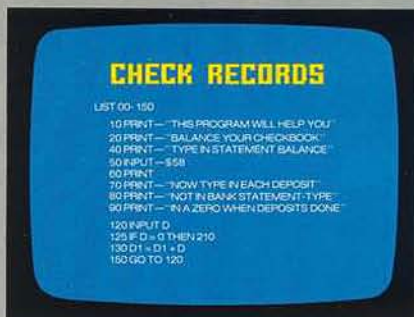 CHECK RECORDS
LIST 00-150
10 PRINT—"THIS PROGRAM WILL HELP YOU"
20 PRINT—"BALANCE YOUR CHECKBOOK"
40 PRINT—"TYPE IN STATEMENT BALANCE"
50 INPUT—$58
60 PRINT
70 PRINT—"NOW TYPE IN EACH DEPOSIT"
80 PRINT—"NOT IN BANK STATEMENT-TYPE"
90 PRINT—"IN A ZERO WHEN DEPOSITS DONE"
120 INPUT D
125 IF D = 0 THEN 210
130 D1 = D1 + D
150 GO TO 120